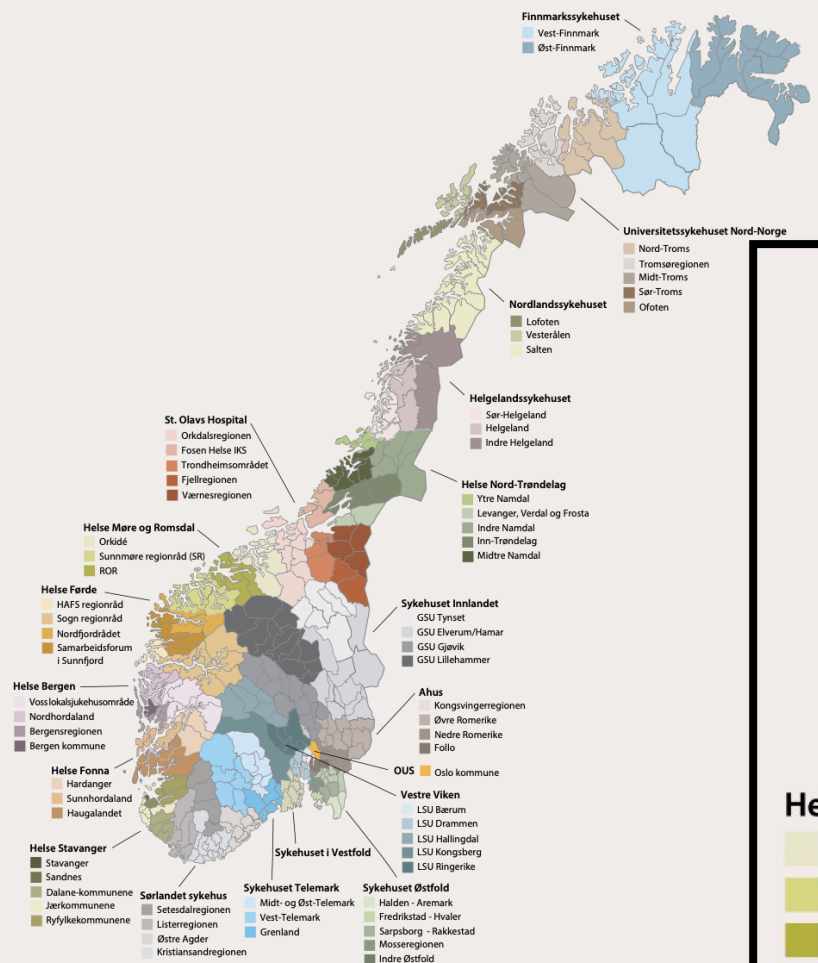 Finnmarkssykehuset
Vest-Finnmark
Øst-Finnmark
Universitetssykehuset Nord-Norge
Nord-Troms
Tromsøregionen
Midt-Troms
Sør-Troms
Ofoten
Nordlandssykehuset
Lofoten
Vesterålen
Salten
Helgelandssykehuset
Sør-Helgeland
Helgeland
Indre Helgeland
St. Olavs Hospital
Orkdalsregionen
Fosen Helse IKS
Trondheimsområdet
Fjellregionen
Værnesregionen
Helse Nord-Trøndelag
Ytre Namdal
Levanger, Verdal og Frosta
Indre Namdal
Inn-Trøndelag
Midtre Namdal
Helse Møre og Romsdal
Orkidé
Sunnmøre regionråd (SR)
ROR
Helse Førde
HAFS regionråd
Sogn regionråd
Nordfjordrådet
Samarbeidsforum
i Sunnfjord
Sykehuset Innlandet
GSU Tynset
GSU Elverum/Hamar
GSU Gjøvik
GSU Lillehammer
Helse Bergen
Voss lokalsjukehusområde
Nordhordaland
Bergensregionen
Bergen kommune
Ahus
Kongsvingerregionen
Øvre Romerike
Nedre Romerike
Follo
OUS
Oslo kommune
Helse Fonna
Hardanger
Sunnhordaland
Haugalandet
Vestre Viken
LSU Bærum
LSU Drammen
LSU Hallingdal
LSU Kongsberg
LSU Ringerike
Helse Stavanger
Stavanger
Sandnes
Dalane-kommunene
Jærkommunene
Ryfylkekommunene
Sykehuset i Vestfold
Sørlandet sykehus
Setesdalregionen
Listerregionen
Østre Agder
Kristiansandregionen
Sykehuset Telemark
Midt- og Øst-Telemark
Vest-Telemark
Grenland
Sykehuset Østfold
Halden - Aremark
Fredrikstad - Hvaler
Sarpsborg - Rakkestad
Mosseregionen
Indre Østfold
He